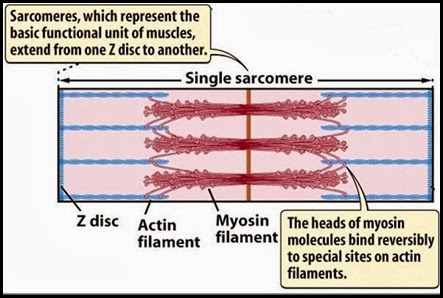 Sarcomeres, which represent the
basic functional unit of muscles,
extend from one Z disc to another.
Single sarcomere
Z disc
Actin
filament
Myosin
filament
The heads of myosin
molecules bind reversibly
to special sites on actin
filaments.